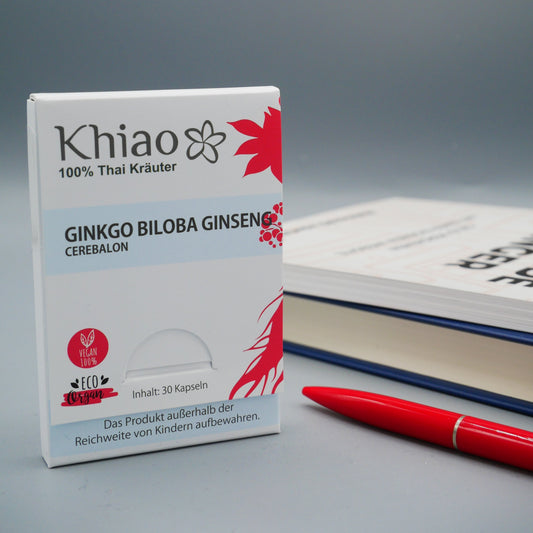 Khiao
100% Thai Kräuter
GINKGO BILOBA GINSENG
CEREBALON
VEGAN
100%
ECO
Organ
Inhalt: 30 Kapseln
Das Produkt außerhalb der
Reichweite von Kindern aufbewahren.